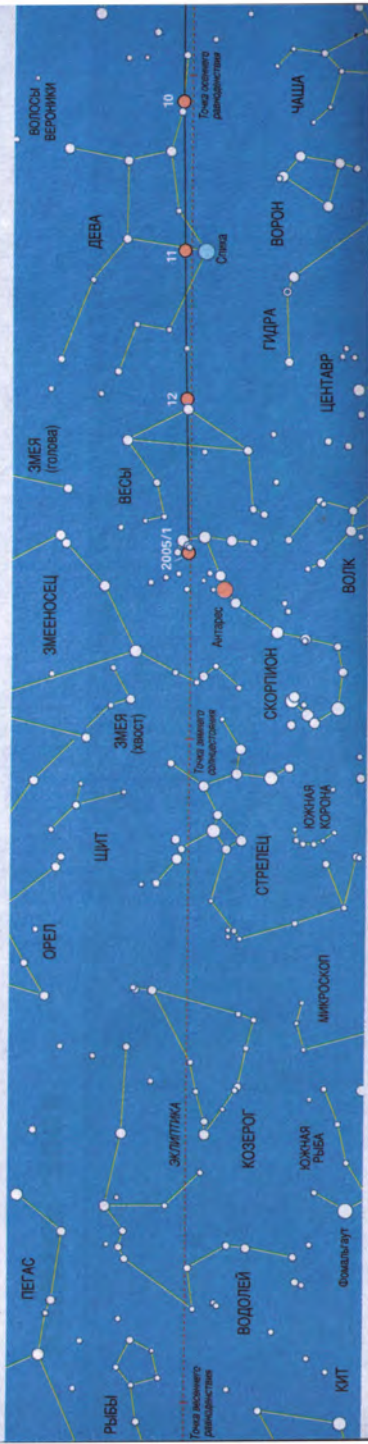 ПЕГАС
ОРЕЛ
ЗМЕЕНОСЕЦ
ЗМЕЯ
(голова)
ВОЛОСЫ
ВЕРОНИКИ
РЫБЫ
ЩИТ
ЗМЕЯ
(хвост)
ВЕСЫ
ДЕВА
ЭКЛИПТИКА
2005/1
12
11
10
Точка весеннего
равноденствия
Точка зимнего
солнцестояния
Точка осеннего
равноденствия
Антарес
Спика
ВОДОЛЕЙ
КОЗЕРОГ
СТРЕЛЕЦ
СКОРПИОН
ГИДРА
ВОРОН
ЧАША
ЮЖНАЯ
РЫБА
МИКРОСКОП
ЮЖНАЯ
КОРОНА
ЦЕНТАВР
КИТ
Фомальгаут
ВОЛК